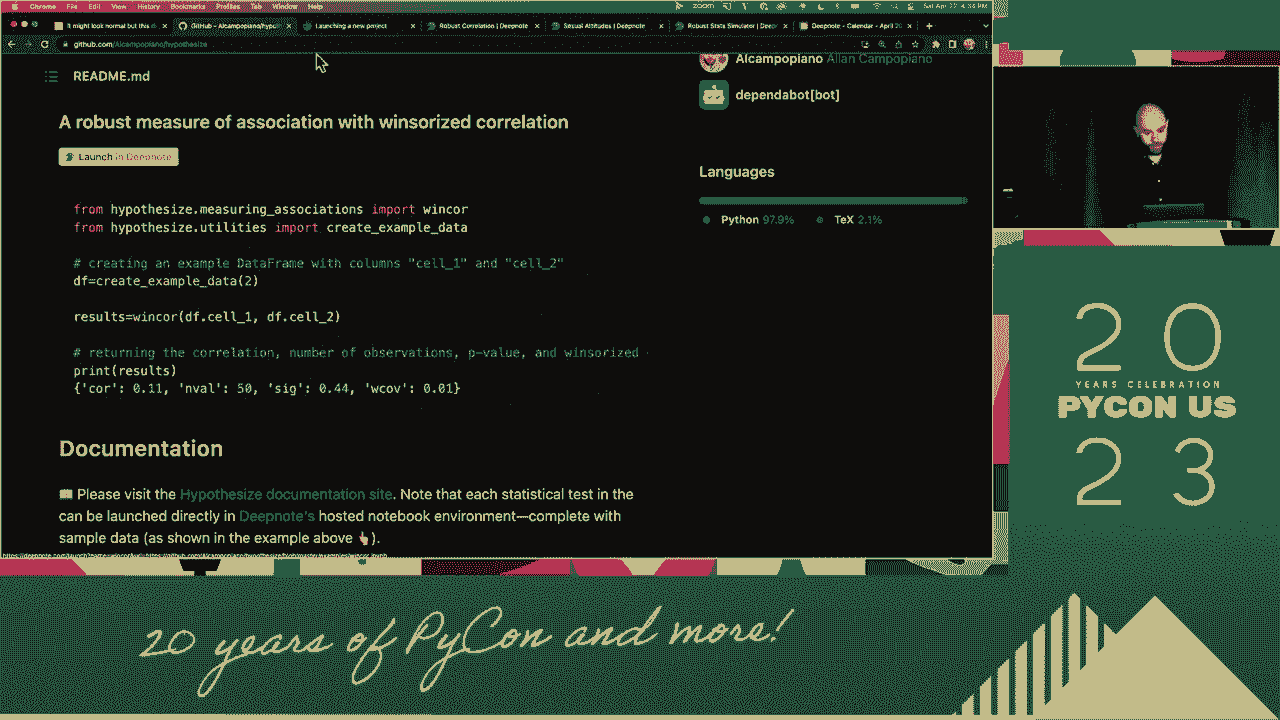 Chrome File Edit View History Bookmarks Profiles Tab Window Help
zoom
It might look normal but this d
GitHub – Alcampopiano/hypot
Launching a new project
Robust Correlation | Deepnote
Sexual Attitudes | Deepnote
Robust Stats Simulator | Deep
Deepnote - Calendar - April 2
github.com/Alcampopiano/hypothesize
README.md
A robust measure of association with winsorized correlation
Launch in Deepnote
from hypothesize.measuring_associations import wincor
from hypothesize.utilities import create_example_data
# creating an example DataFrame with columns "cell_1" and "cell_2"
df=create_example_data(2)
results=wincor(df.cell_1, df.cell_2)
# returning the correlation, number of observations, p-value, and winsorized
print(results)
{'cor': 0.11, 'nval': 50, 'sig': 0.44, 'wcov': 0.01}
Documentation
Please visit the Hypothesize documentation site. Note that each statistical test in the
can be launched directly in Deepnote's hosted notebook environment—complete with
sample data (as shown in the example above 👆).
Alcampopiano Allan Campopiano
dependabot[bot]
Languages
Python 97.9% TeX 2.1%
20
YEARS CELEBRATION
PYCON US
23
20 years of PyCon and more!